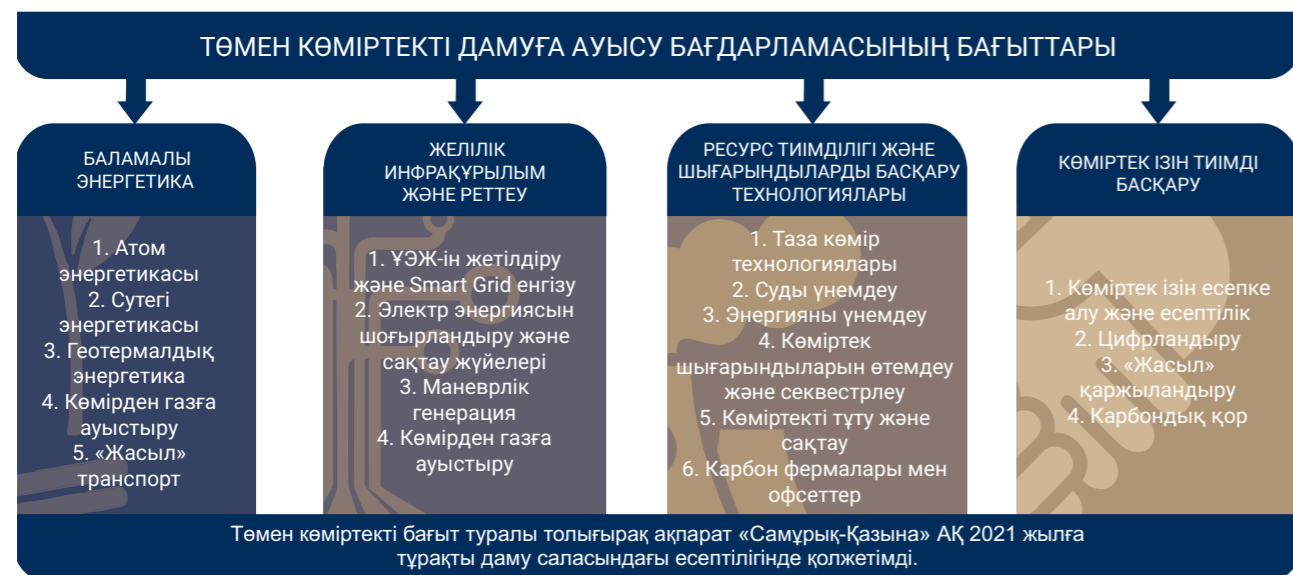 ТӨМЕН КӨМІРТЕКТІ ДАМУҒА АУЫСУ БАҒДАРЛАМАСЫНЫҢ БАҒЫТТАРЫ
БАЛАМАЛЫ
ЭНЕРГЕТИКА
1. Атом
энергетикасы
2. Сутегі
энергетикасы
3. Геотермалдық
энергетика
4. Көмірден газға
ауыстыру
5. «Жасыл»
транспорт
ЖЕЛІЛІК
ИНФРАҚҰРЫЛЫМ
ЖӘНЕ РЕТТЕУ
1. ҰЭЖ-ін жетілдіру
және Smart Grid енгізу
2. Электр энергиясын
шоғырландыру және
сақтау жүйелері
3. Маневрлік
генерация
4. Көмірден газға
ауыстыру
РЕСУРС ТИІМДІЛІГІ ЖӘНЕ
ШЫҒАРЫНДЫЛАРДЫ БАСҚАРУ
ТЕХНОЛОГИЯЛАРЫ
1. Таза көмір
технологиялары
2. Суды үнемдеу
3. Энергияны үнемдеу
4. Көміртек
шығарындыларын өтемдеу
және секвестрлеу
5. Көміртекті тұту және
сақтау
6. Карбон фермалары мен
офсеттер
КӨМІРТЕК ІЗІН ТИІМДІ
БАСҚАРУ
1. Көміртек ізін есепке
алу және есептілік
2. Цифрландыру
3. «Жасыл»
қаржыландыру
4. Карбондық қор
Төмен көміртекті бағыт туралы толығырақ ақпарат «Самұрық-Қазына» АҚ 2021 жылға
тұрақты даму саласындағы есептілігінде қолжетімді.